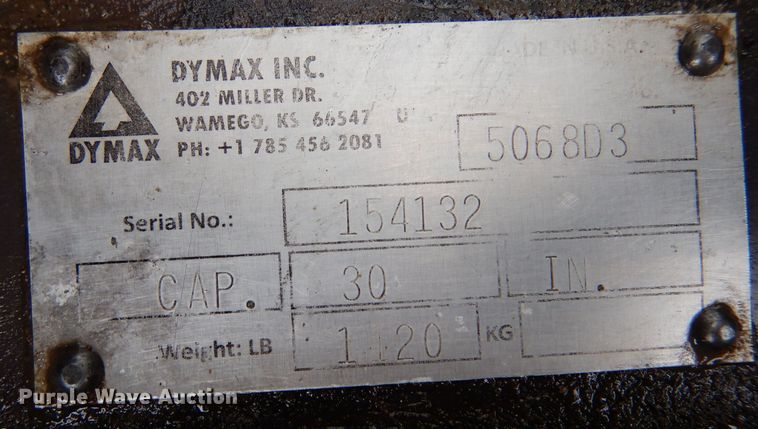 DYMAX INC.
402 MILLER DR.
WAMEGO, KS 66547 U
DYMAX PH: +1 785 456 2081
5068D3
Serial No.: 154132
CAP. 30 IN.
Weight: LB 1120 KG
Purple Wave Auction